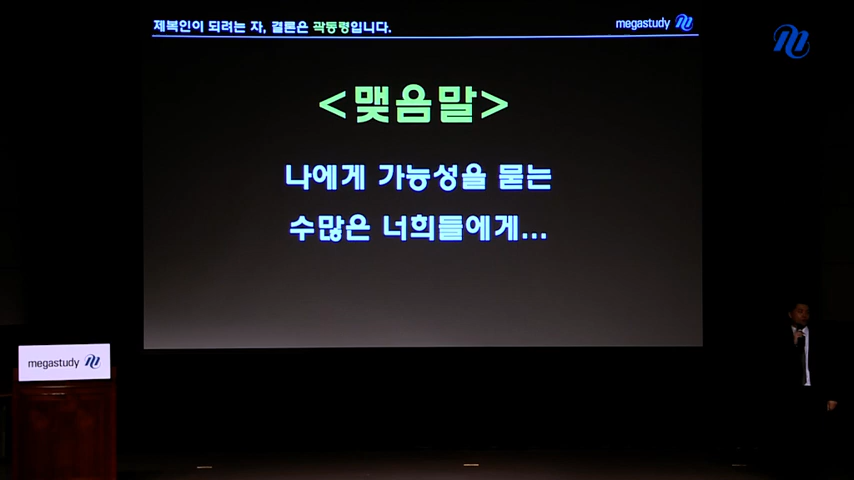 제복인이 되려는 자, 결론은 곽동령입니다.
megastudy
<맺음말>
나에게 가능성을 묻는
수많은 너희들에게...
megastudy